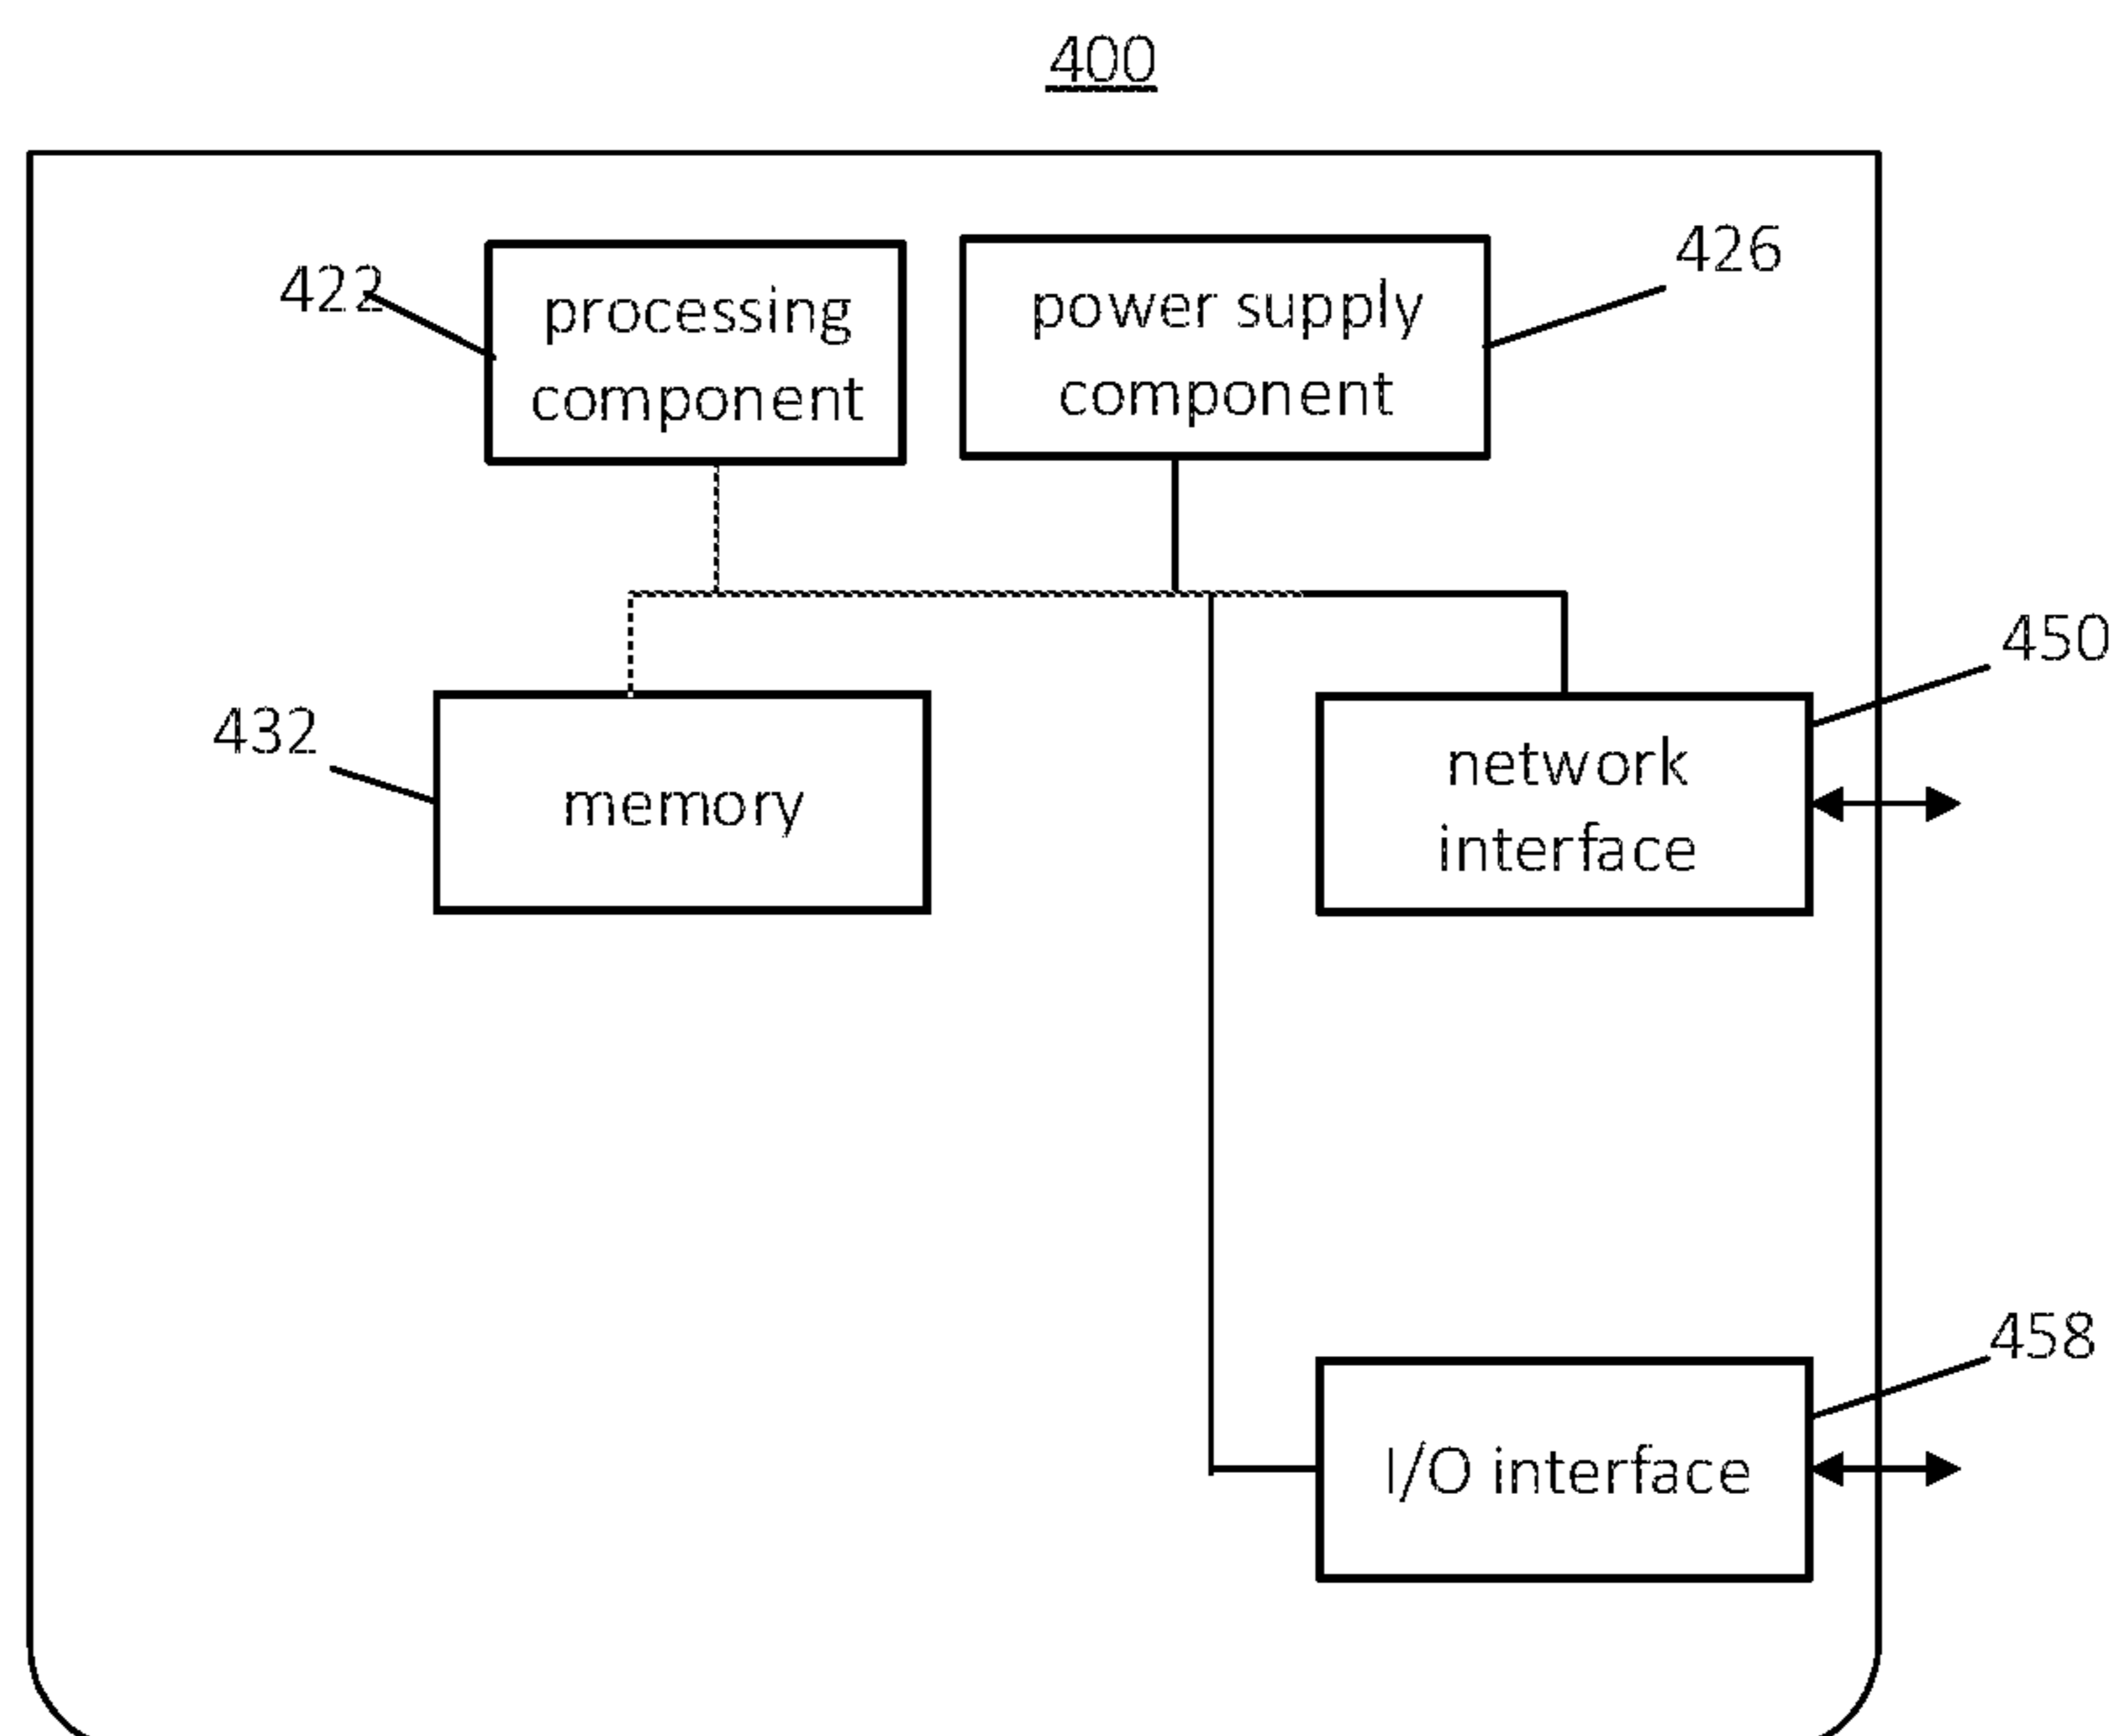 400
422
processing
component
power supply
component
426
450
432
memory
network
interface
458
I/O interface